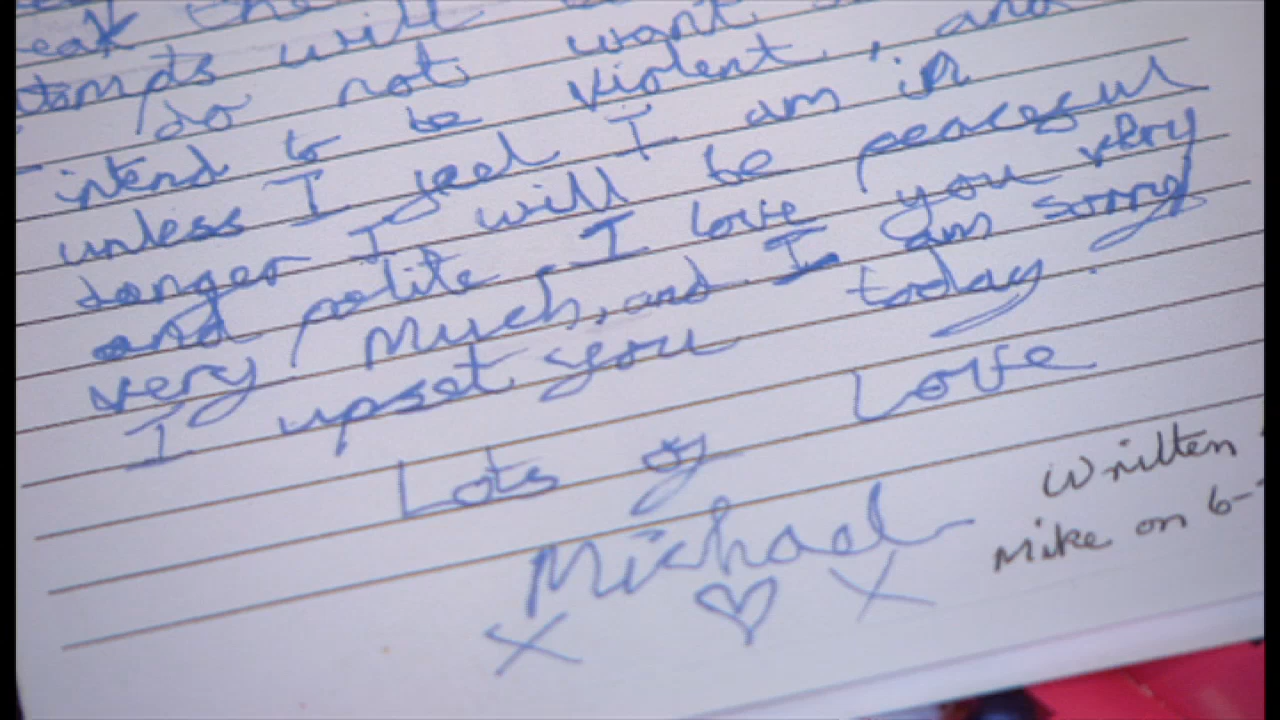 will
do not want
intend to be violent, and
unless I feel I am in
danger I will be peaceful
and polite. I love you very
very much, and I am sorry
I upset you today.
Lots of Love
Michael
X ♡ X
Written
Mike on 6-